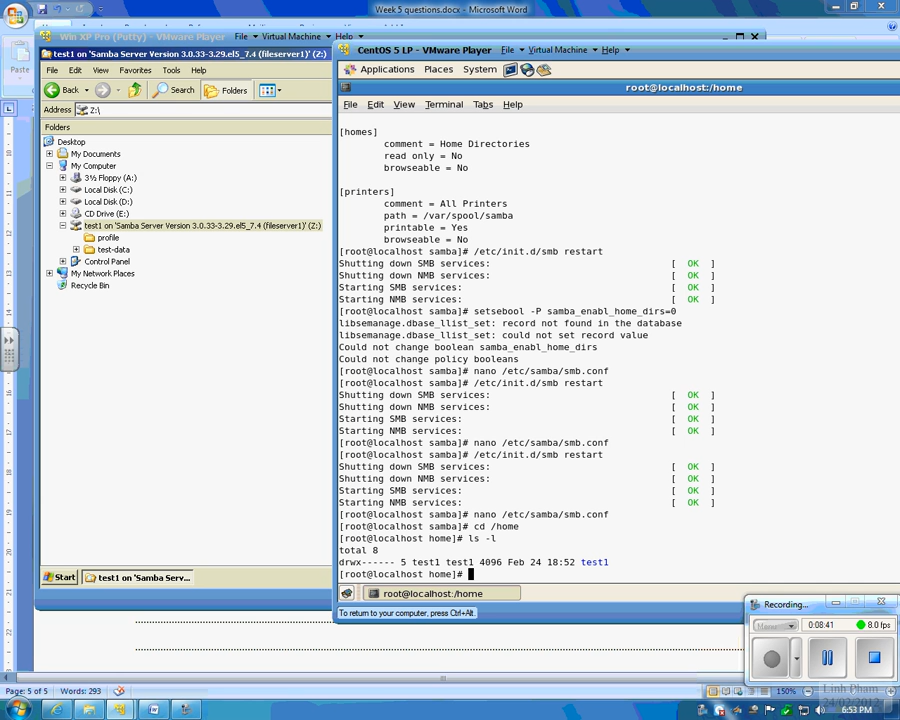 Week 5 questions.docx - Microsoft Word
Win XP Pro (Putty) - VMware Player File Virtual Machine Help
test1 on 'Samba Server Version 3.0.33-3.29.el5_7.4 (fileserver1)' (Z:)
File Edit View Favorites Tools Help
Back Search Folders
Address Z:\
Folders
Desktop
My Documents
My Computer
3½ Floppy (A:)
Local Disk (C:)
Local Disk (D:)
CD Drive (E:)
test1 on 'Samba Server Version 3.0.33-3.29.el5_7.4 (fileserver1)' (Z:)
profile
test-data
Control Panel
My Network Places
Recycle Bin
Start test1 on 'Samba Serv...
Paste
CentOS 5 LP - VMware Player File Virtual Machine Help
Applications Places System
root@localhost:/home
File Edit View Terminal Tabs Help
[homes]
comment = Home Directories
read only = No
browseable = No
[printers]
comment = All Printers
path = /var/spool/samba
printable = Yes
browseable = No
[root@localhost samba]# /etc/init.d/smb restart
Shutting down SMB services: [ OK ]
Shutting down NMB services: [ OK ]
Starting SMB services: [ OK ]
Starting NMB services: [ OK ]
[root@localhost samba]# setsebool -P samba_enabl_home_dirs=0
libsemanage.dbase_llist_set: record not found in the database
libsemanage.dbase_llist_set: could not set record value
Could not change boolean samba_enabl_home_dirs
Could not change policy booleans
[root@localhost samba]# nano /etc/samba/smb.conf
[root@localhost samba]# /etc/init.d/smb restart
Shutting down SMB services: [ OK ]
Shutting down NMB services: [ OK ]
Starting SMB services: [ OK ]
Starting NMB services: [ OK ]
[root@localhost samba]# nano /etc/samba/smb.conf
[root@localhost samba]# /etc/init.d/smb restart
Shutting down SMB services: [ OK ]
Shutting down NMB services: [ OK ]
Starting SMB services: [ OK ]
Starting NMB services: [ OK ]
[root@localhost samba]# nano /etc/samba/smb.conf
[root@localhost samba]# cd /home
[root@localhost home]# ls -l
total 8
drwx------ 5 test1 test1 4096 Feb 24 18:52 test1
[root@localhost home]#
root@localhost:/home
To return to your computer, press Ctrl+Alt.
Recording...
0:08:41 8.0 fps
Page: 5 of 5 Words: 293 150%
Linh Pham
24/02/2012
6:53 PM